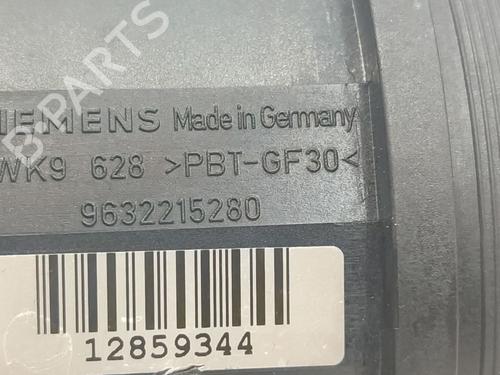 IEMENS Made in Germany
WK9 628 >PBT-GF30<
9632215280
12859344
B-PARTS